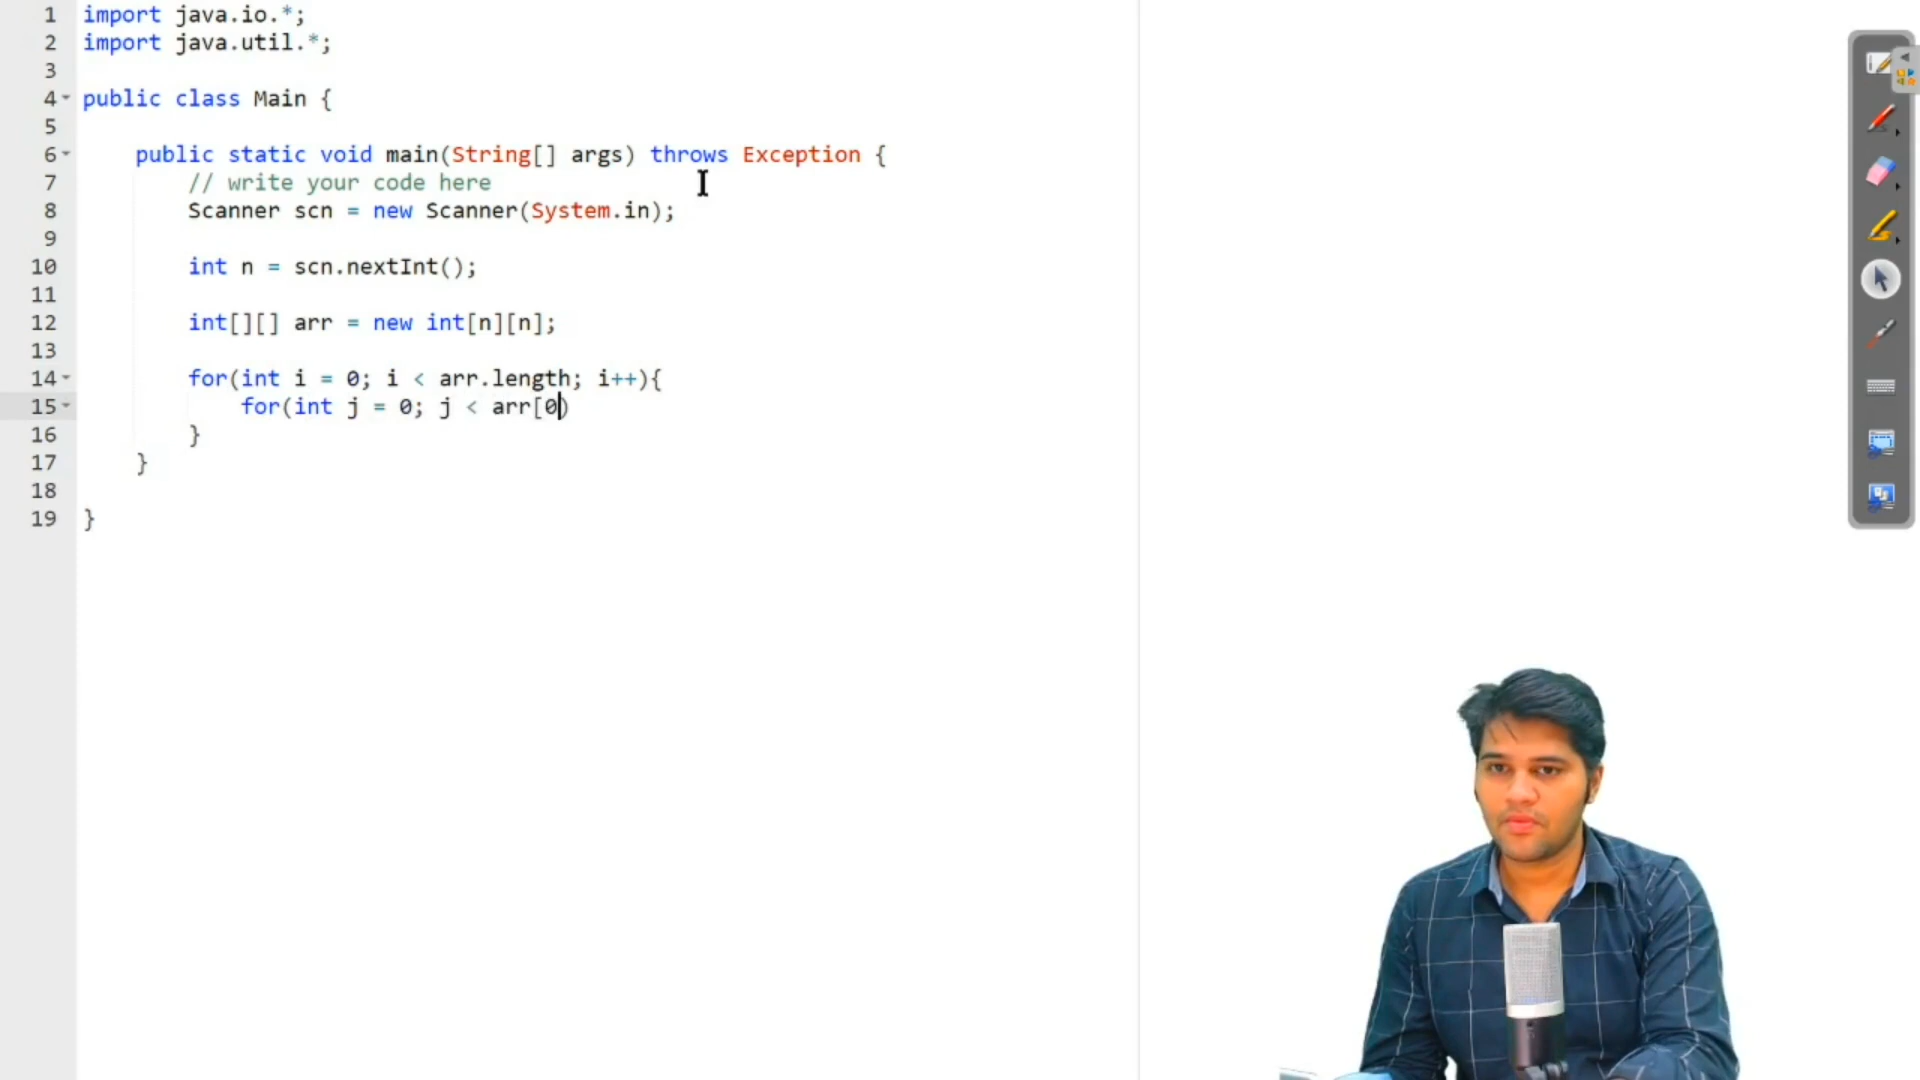 1 import java.io.*;
2 import java.util.*;
3
4 public class Main {
5
6 public static void main(String[] args) throws Exception {
7 // write your code here
8 Scanner scn = new Scanner(System.in);
9
10 int n = scn.nextInt();
11
12 int[][] arr = new int[n][n];
13
14 for(int i = 0; i < arr.length; i++){
15 for(int j = 0; j < arr[0)
16 }
17 }
18
19 }